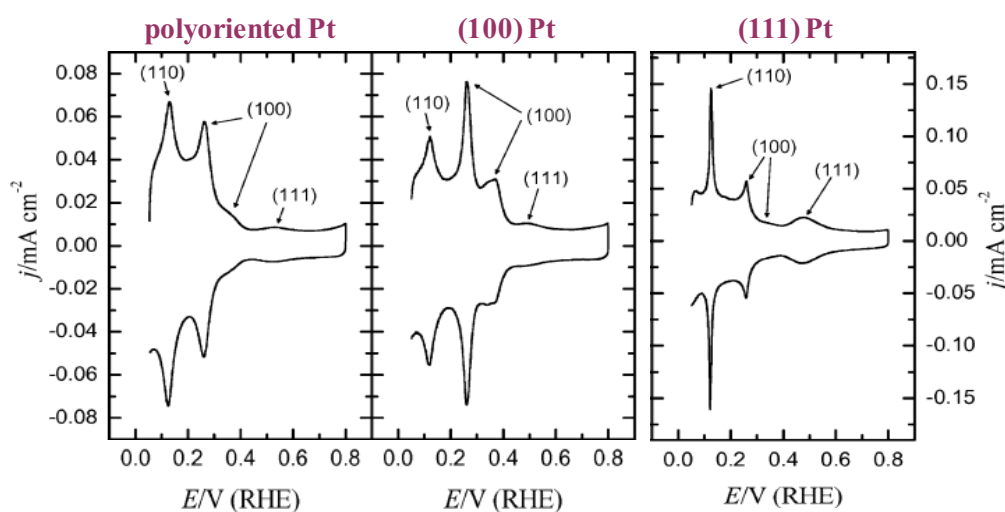 polyoriented Pt
(100) Pt
(111) Pt
j/mA cm-2
0.08
0.06
0.04
0.02
0.00
-0.02
-0.04
-0.06
-0.08
(110)
(100)
(111)
0.0 0.2 0.4 0.6 0.8
E/V (RHE)
(110)
(100)
(111)
0.0 0.2 0.4 0.6 0.8
E/V (RHE)
(110)
(100)
(111)
0.0 0.2 0.4 0.6 0.8
E/V (RHE)
0.15
0.10
0.05
0.00
-0.05
-0.10
-0.15
j/mA cm-2